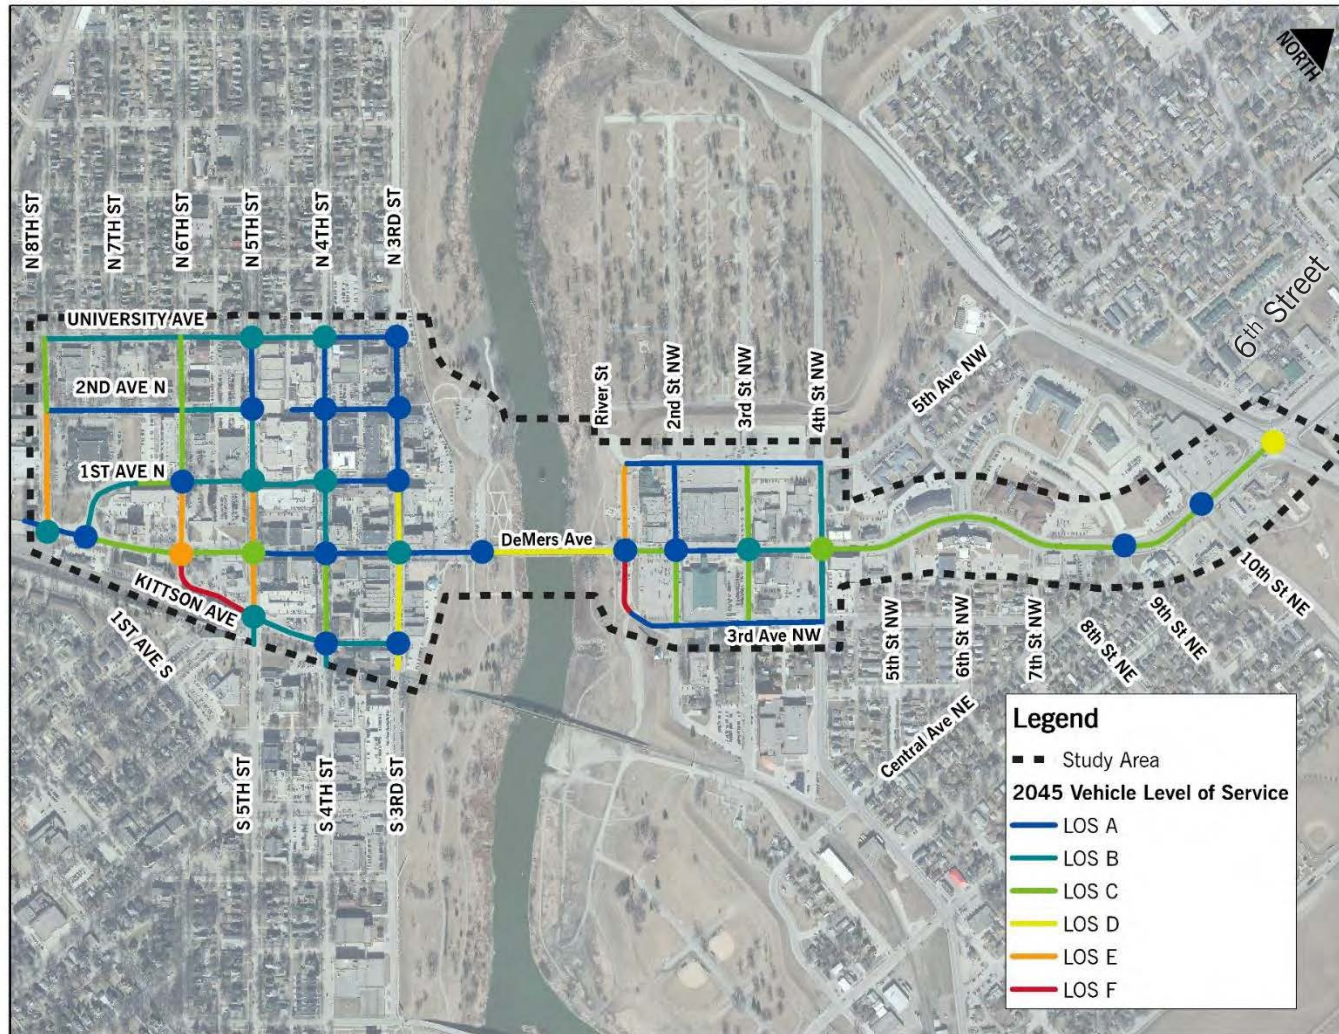 NORTH
6th Street
N 8TH ST
N 7TH ST
N 6TH ST
N 5TH ST
N 4TH ST
N 3RD ST
UNIVERSITY AVE
2ND AVE N
1ST AVE N
KITTSON AVE
1ST AVE S
DeMers Ave
River St
2nd St NW
3rd St NW
4th St NW
5th Ave NW
3rd Ave NW
5th St NW
6th St NW
7th St NW
8th St NE
9th St NE
10th St NE
Central Ave NE
S 5TH ST
S 4TH ST
S 3RD ST
Legend
Study Area
2045 Vehicle Level of Service
LOS A
LOS B
LOS C
LOS D
LOS E
LOS F